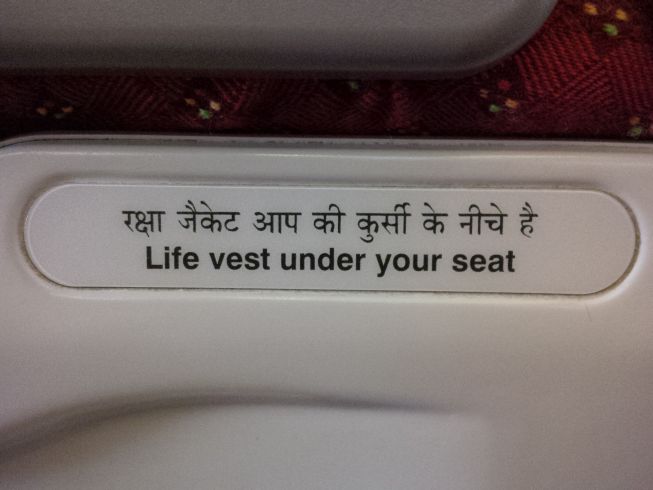 रक्षा जैकेट आप की कुर्सी के नीचे है
Life vest under your seat